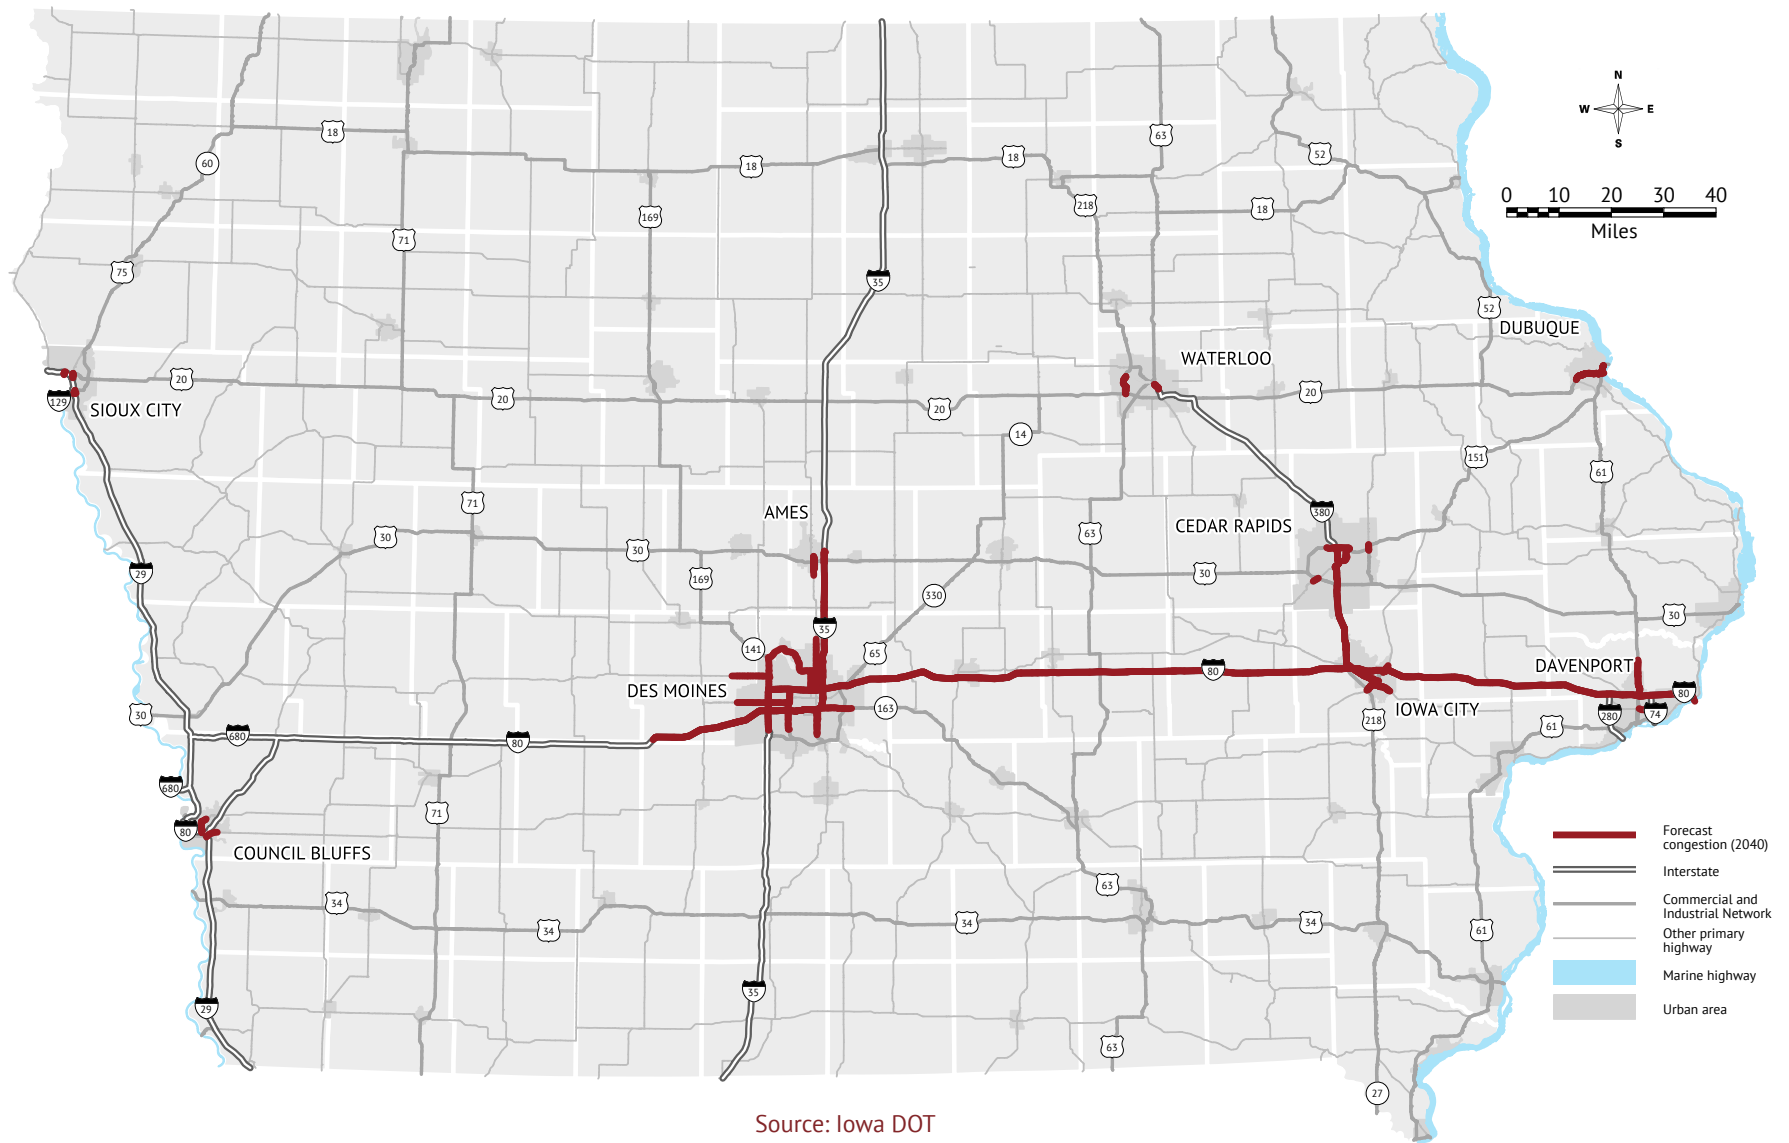 N
W E
S
0 10 20 30 40
Miles
18
60
18
18
63
52
218
18
169
71
75
35
52
DUBUQUE
WATERLOO
20
20
20
20
129
SIOUX CITY
14
151
61
71
AMES
380
CEDAR RAPIDS
30
30
63
29
169
30
330
30
35
141
65
80
DAVENPORT
DES MOINES
80
30
163
IOWA CITY
280
74
218
61
680
80
680
71
80
COUNCIL BLUFFS
Forecast
congestion (2040)
Interstate
Commercial and
Industrial Network
Other primary
highway
Marine highway
Urban area
63
34
34
34
34
61
35
29
63
27
Source: Iowa DOT